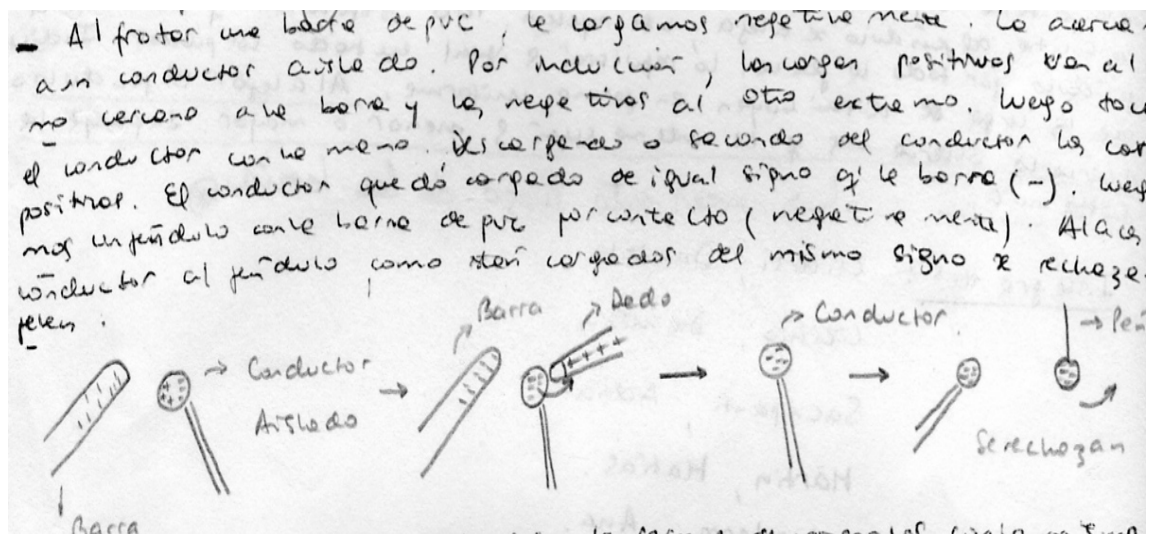 - Al frotar una barra de pvc, la cargamos negativamente. La acerca
a un conductor aislado. Por inducción, las cargas positivas van al
más cercano a la barra y las negativas al otro extremo. Luego toca
el conductor con la mano. Descargando o sacando del conductor las car
positivas. El conductor quedó cargado de igual signo q' la barra (-). Lueg
mos un péndulo con la barra de pvc por contacto (negativamente). Al ace
conductor al péndulo como están cargados del mismo signo se rechaza
pelen.
Barra
Dedo
Conductor
Pén
Conductor
Aislado
Se rechazan
Barra